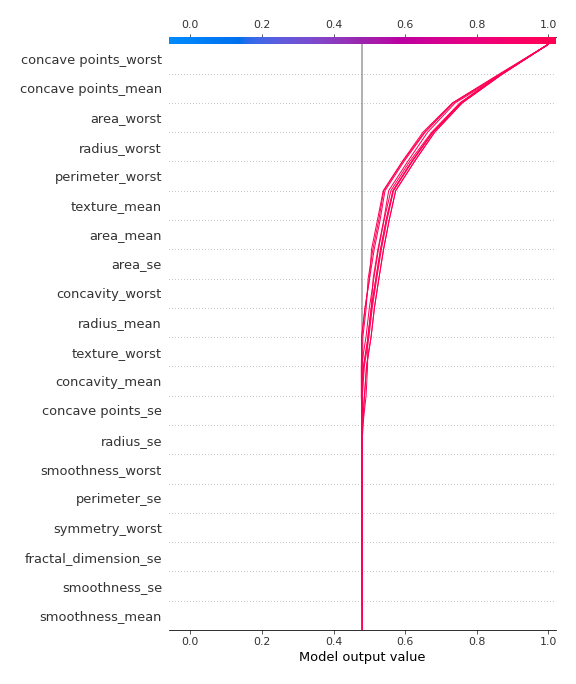 0.0 0.2 0.4 0.6 0.8 1.0
concave points_worst
concave points_mean
area_worst
radius_worst
perimeter_worst
texture_mean
area_mean
area_se
concavity_worst
radius_mean
texture_worst
concavity_mean
concave points_se
radius_se
smoothness_worst
perimeter_se
symmetry_worst
fractal_dimension_se
smoothness_se
smoothness_mean
0.0 0.2 0.4 0.6 0.8 1.0
Model output value